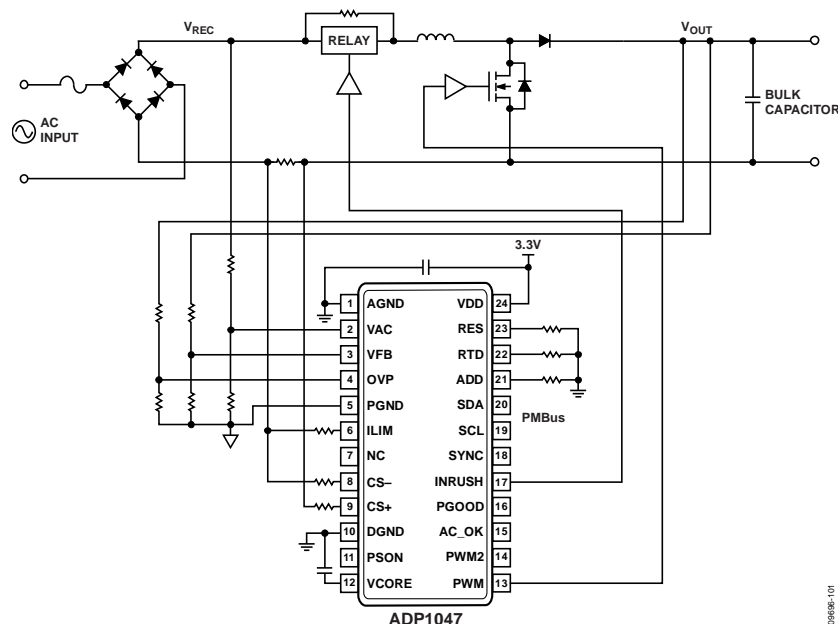 VREC
RELAY
VOUT
AC
INPUT
BULK
CAPACITOR
3.3V
1 AGND
2 VAC
3 VFB
4 OVP
5 PGND
6 ILIM
7 NC
8 CS–
9 CS+
10 DGND
11 PSON
12 VCORE
VDD 24
RES 23
RTD 22
ADD 21
SDA 20
SCL 19
SYNC 18
INRUSH 17
PGOOD 16
AC_OK 15
PWM2 14
PWM 13
PMBus
ADP1047
09696-101